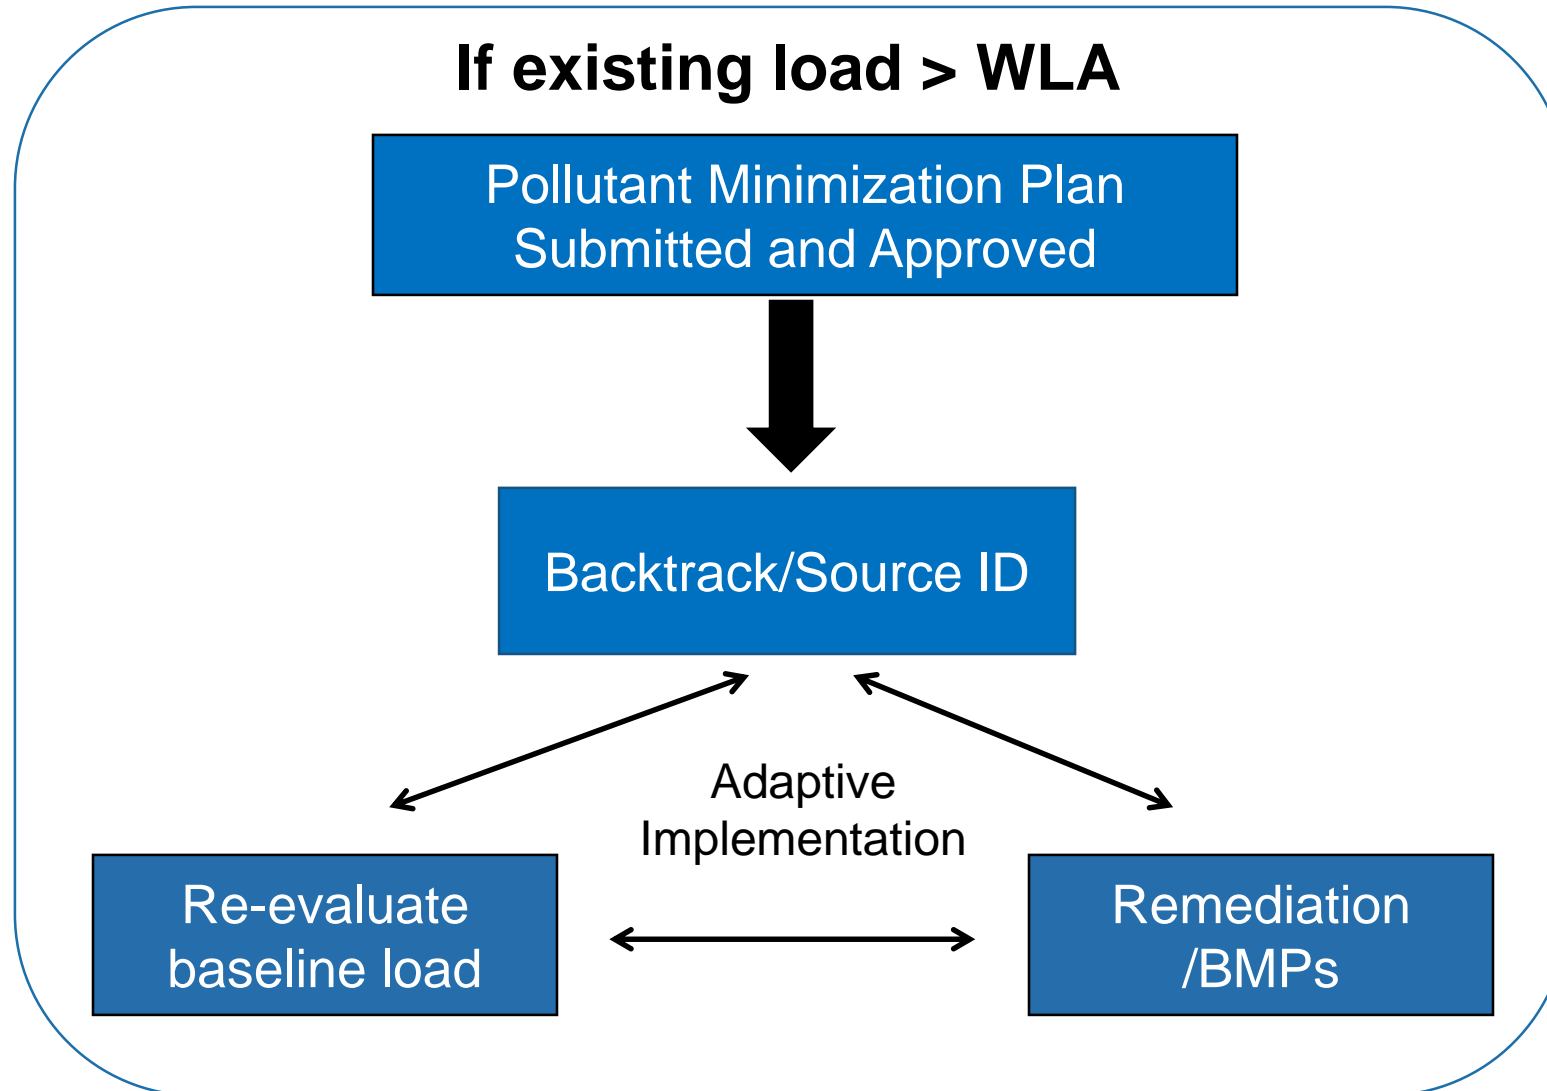 If existing load > WLA
Pollutant Minimization Plan
Submitted and Approved
Backtrack/Source ID
Adaptive
Implementation
Re-evaluate
baseline load
Remediation
/BMPs